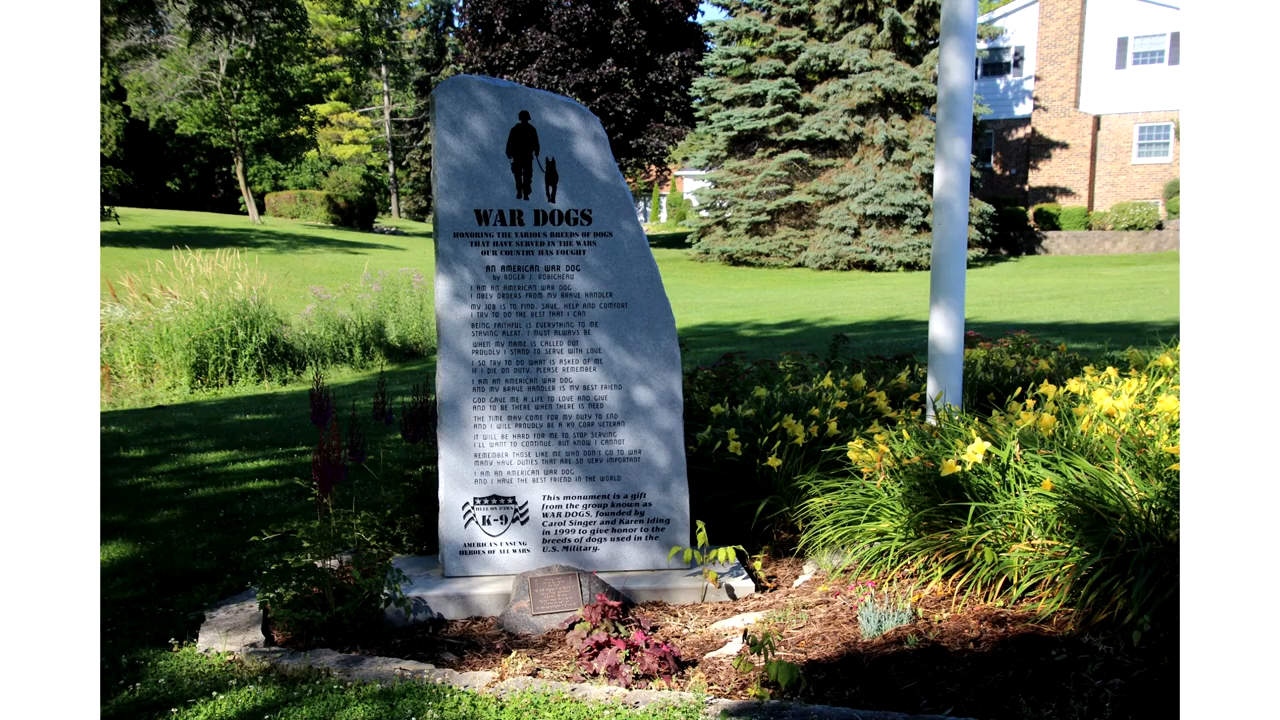 WAR DOGS
HONORING THE VARIOUS BREEDS OF DOGS
THAT HAVE SERVED IN THE WARS
OUR COUNTRY HAS FOUGHT
AN AMERICAN WAR DOG
by ROGER J. ROBICHEAU
I AM AN AMERICAN WAR DOG
I OBEY ORDERS FROM MY BRAVE HANDLER
MY JOB IS TO FIND, SAVE, HELP AND COMFORT
I TRY TO DO THE BEST THAT I CAN
BEING FAITHFUL IS EVERYTHING TO ME
STAYING ALERT, I MUST ALWAYS BE
WHEN MY NAME IS CALLED OUT
PROUDLY I STAND TO SERVE WITH LOVE
I SO TRY TO DO WHAT IS ASKED OF ME
IF I DIE ON DUTY, PLEASE REMEMBER
I AM AN AMERICAN WAR DOG
AND MY BRAVE HANDLER IS MY BEST FRIEND
GOD GAVE ME A LIFE TO LOVE AND GIVE
AND TO BE THERE WHEN THERE IS NEED
THE TIME MAY COME FOR MY DUTY TO END
AND I WILL PROUDLY BE A K9 CORP VETERAN
IT WILL BE HARD FOR ME TO STOP SERVING
I'LL WANT TO CONTINUE, BUT KNOW I CANNOT
REMEMBER THOSE LIKE ME WHO DON'T GO TO WAR
MANY HAVE DUTIES THAT ARE SO VERY IMPORTANT
I AM AN AMERICAN WAR DOG
AND I HAVE THE BEST FRIEND IN THE WORLD
HELL ON PAWS
K-9
AMERICA'S UNSUNG
HEROES OF ALL WARS
This monument is a gift
from the group known as
WAR DOGS, founded by
Carol Singer and Karen Iding
in 1999 to give honor to the
breeds of dogs used in the
U.S. Military.